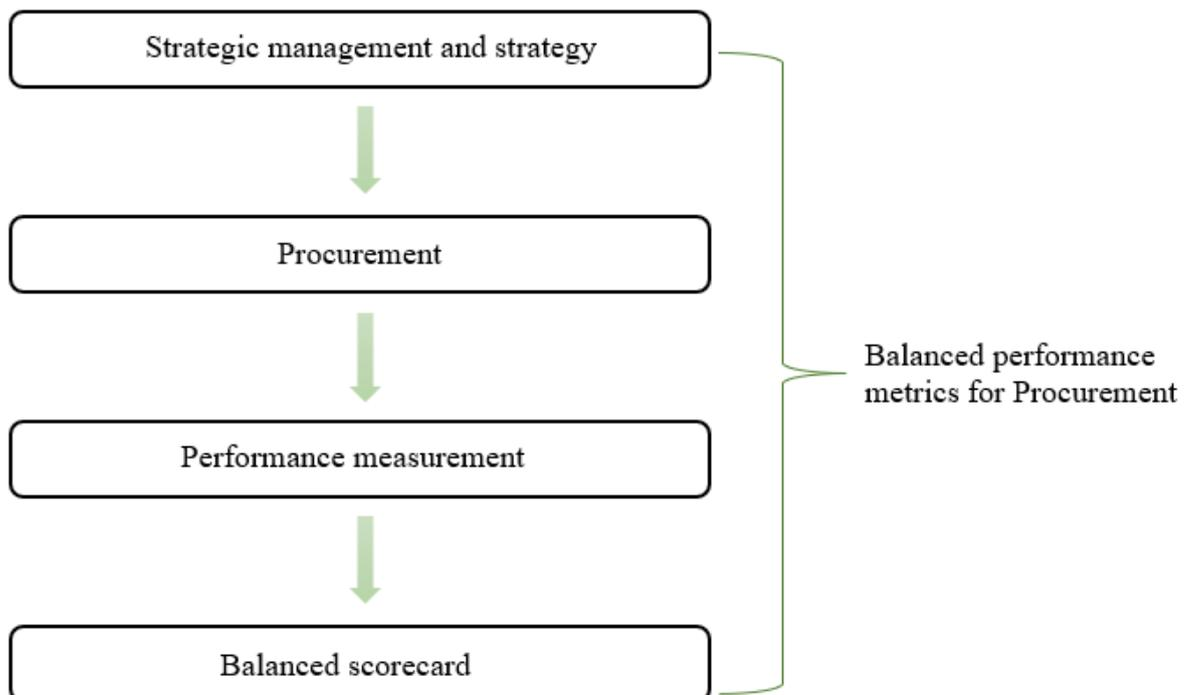 Strategic management and strategy
Procurement
Balanced performance
metrics for Procurement
Performance measurement
Balanced scorecard